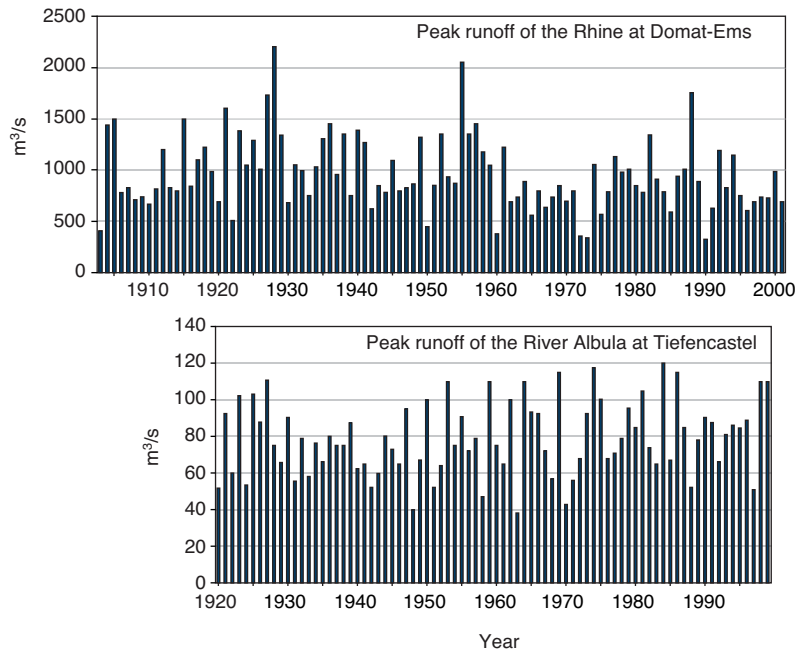 Peak runoff of the Rhine at Domat-Ems
2500
2000
1500
1000
500
0
m³/s
1910 1920 1930 1940 1950 1960 1970 1980 1990 2000
Peak runoff of the River Albula at Tiefencastel
140
120
100
80
60
40
20
0
m³/s
1920 1930 1940 1950 1960 1970 1980 1990
Year